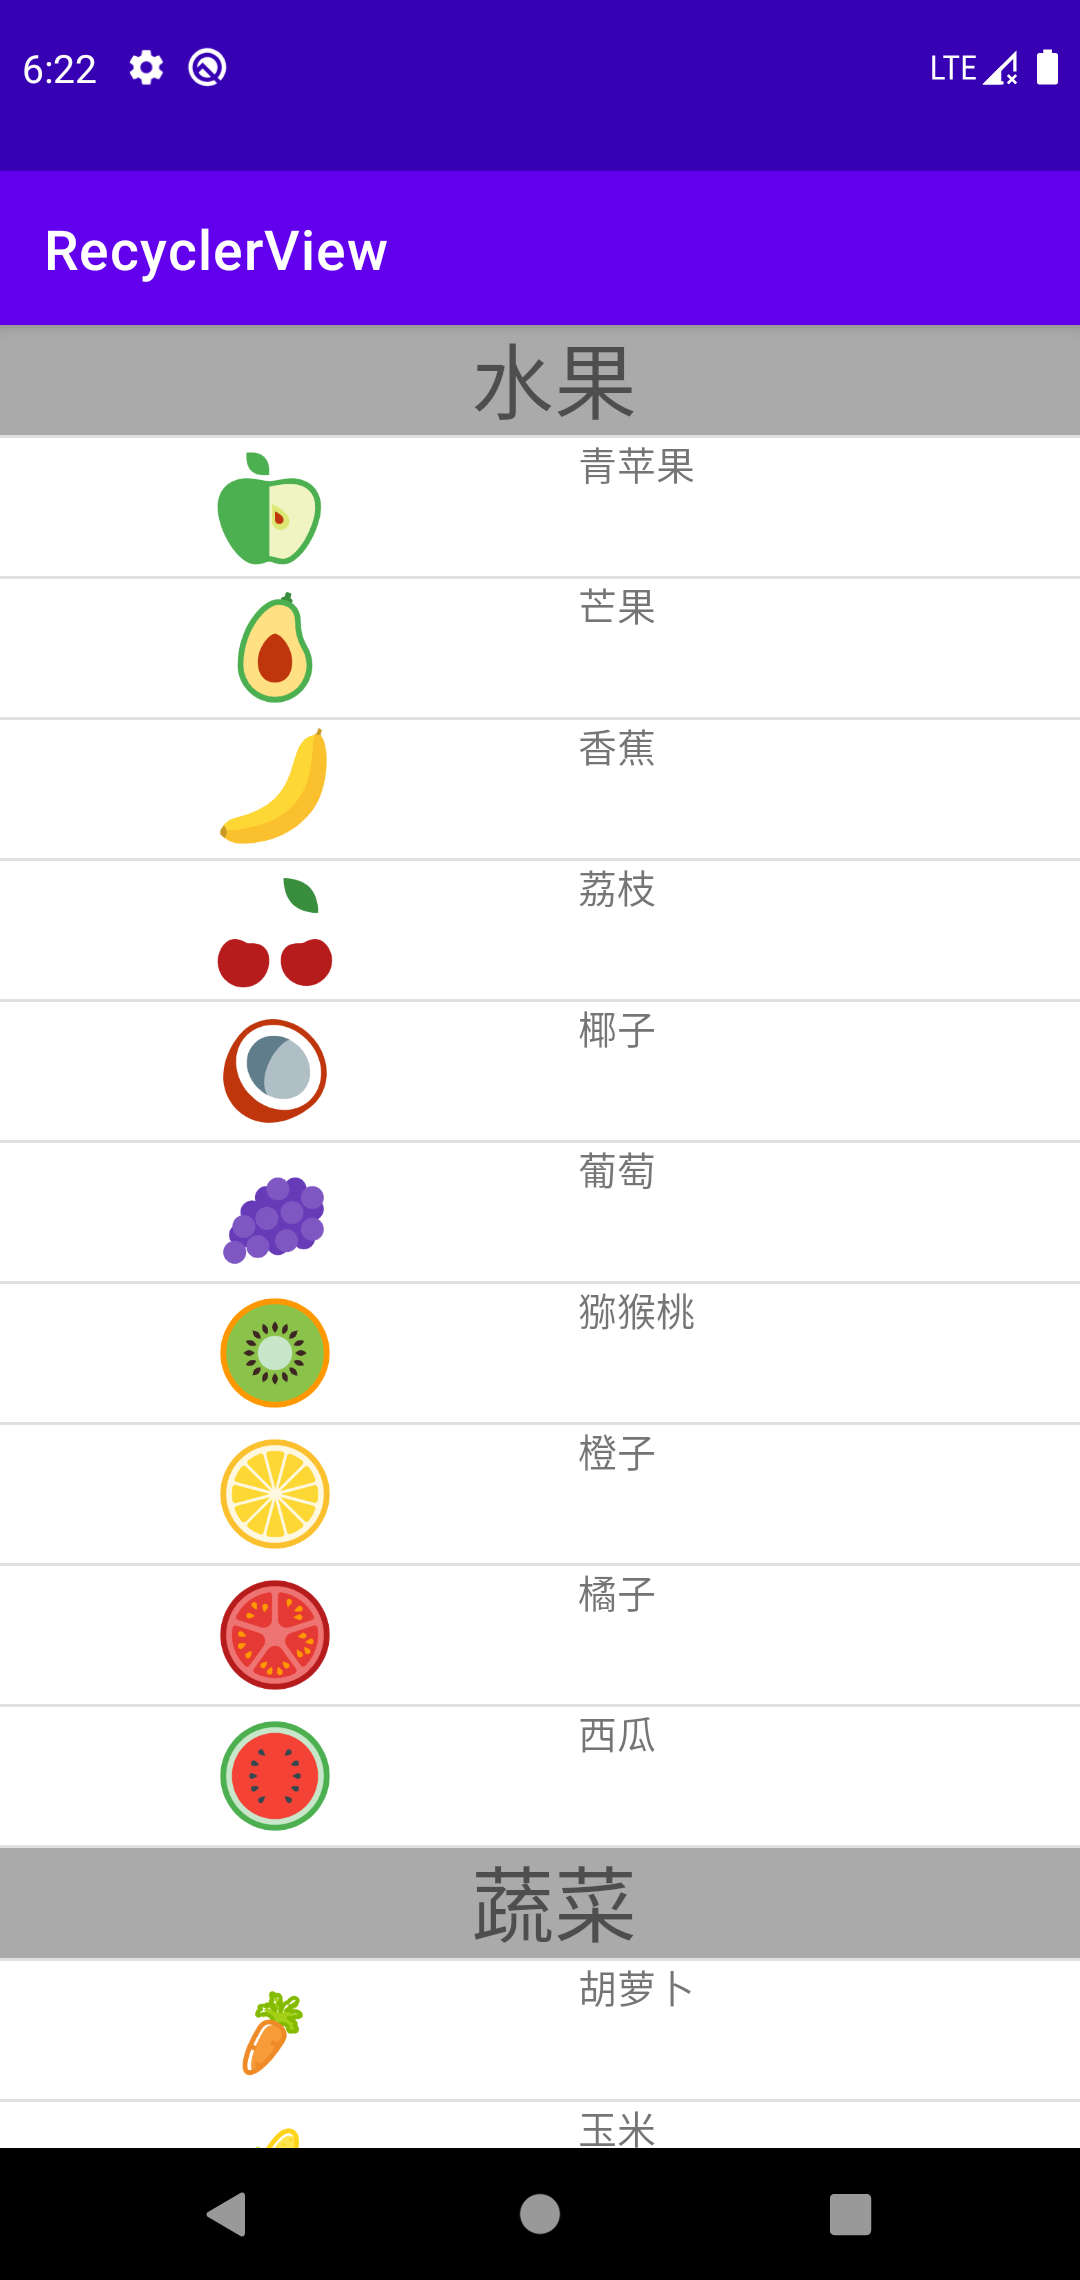 6:22 LTE
RecyclerView
水果
青苹果
芒果
香蕉
荔枝
椰子
葡萄
猕猴桃
橙子
橘子
西瓜
蔬菜
胡萝卜
玉米